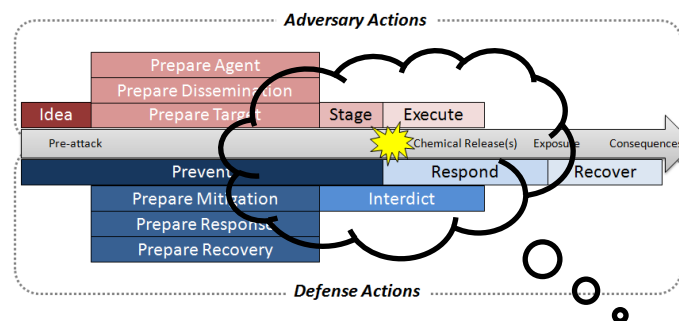 Adversary Actions
Prepare Agent
Prepare Dissemination
Idea Prepare Target Stage Execute
Pre-attack Chemical Release(s) Exposure Consequences
Prevent Respond Recover
Prepare Mitigation Interdict
Prepare Response
Prepare Recovery
Defense Actions